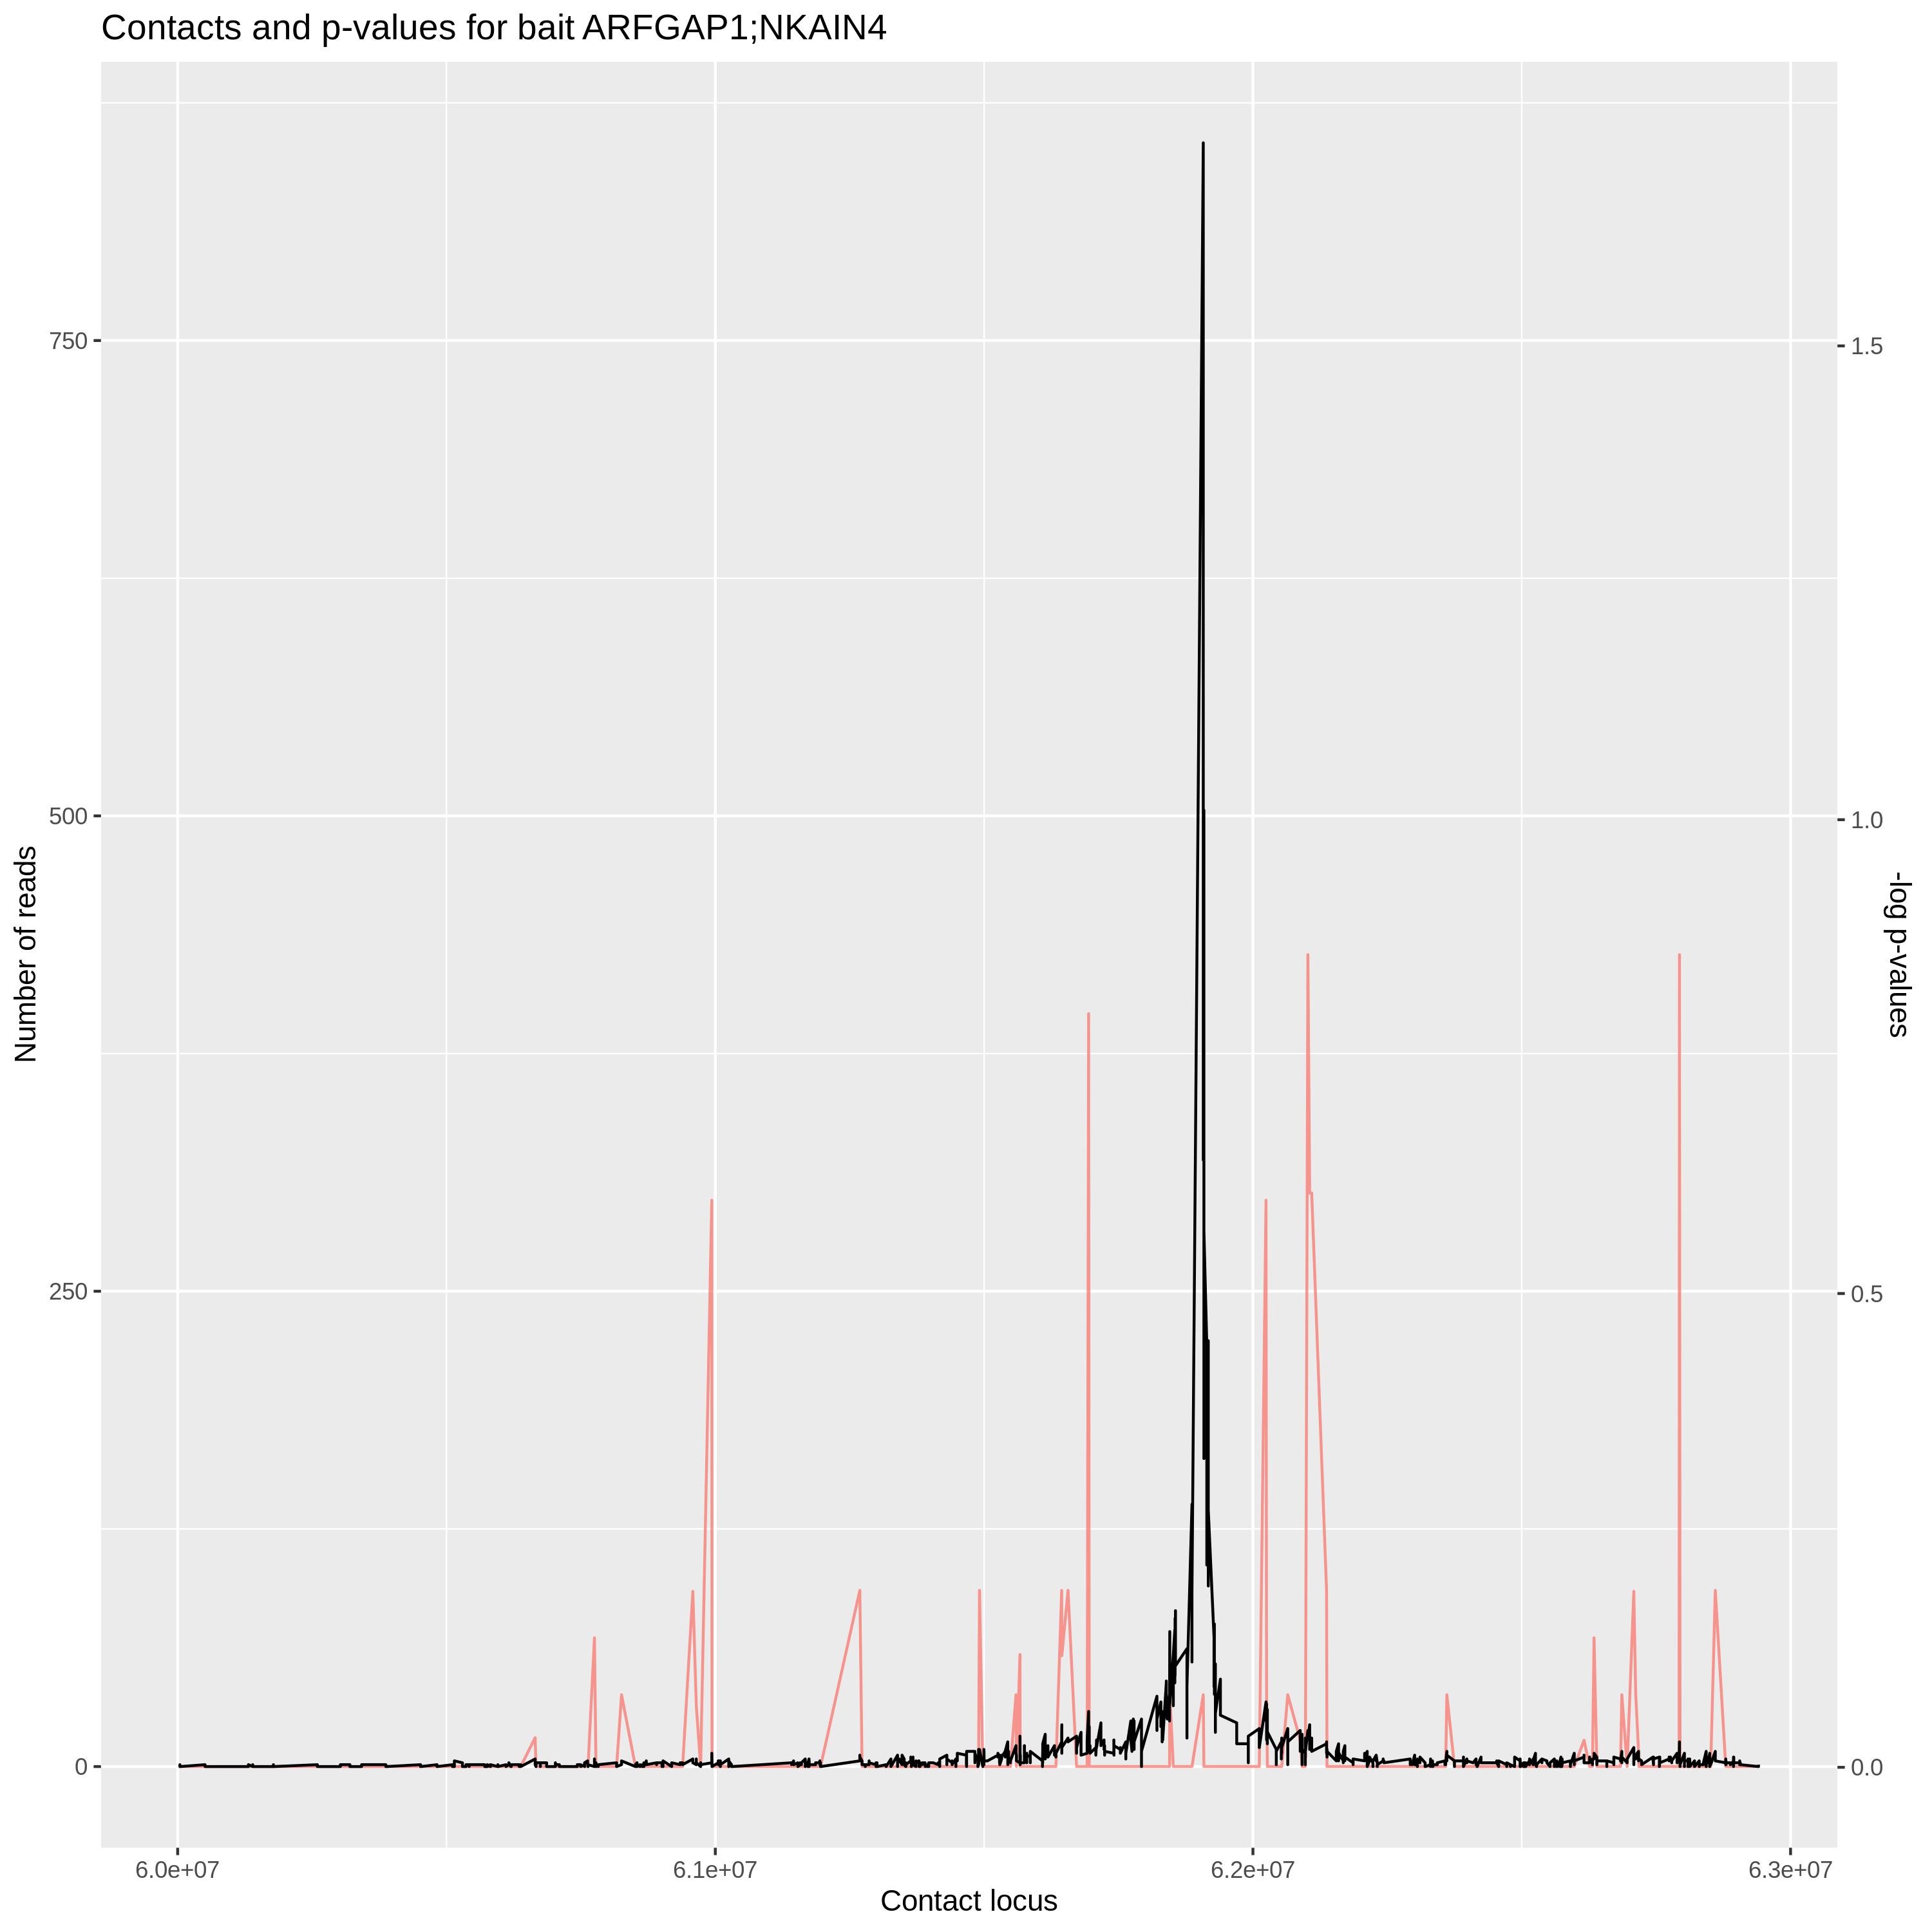 Contacts and p-values for bait ARFGAP1;NKAIN4
750
500
250
0
Number of reads
1.5
1.0
0.5
0.0
-log p-values
6.0e+07
6.1e+07
6.2e+07
6.3e+07
Contact locus